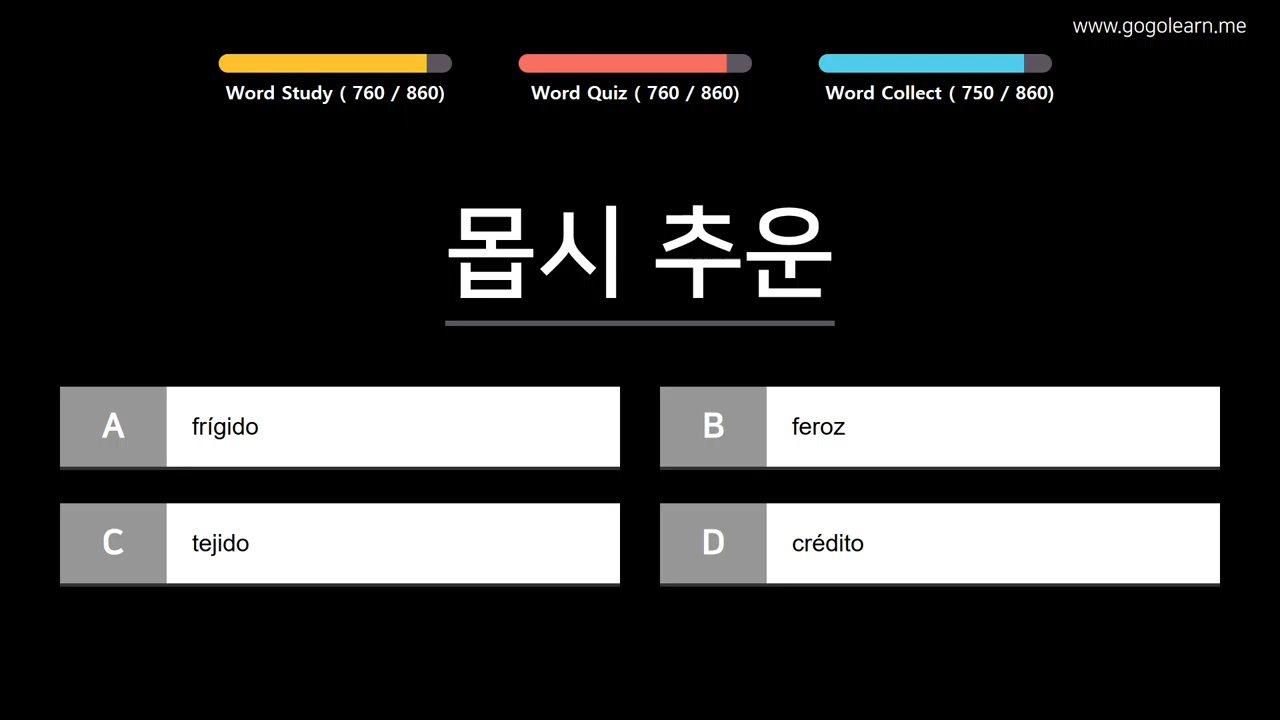 www.gogolearn.me
Word Study ( 760 / 860)
Word Quiz ( 760 / 860)
Word Collect ( 750 / 860)
몹시 추운
A frígido
B feroz
C tejido
D crédito